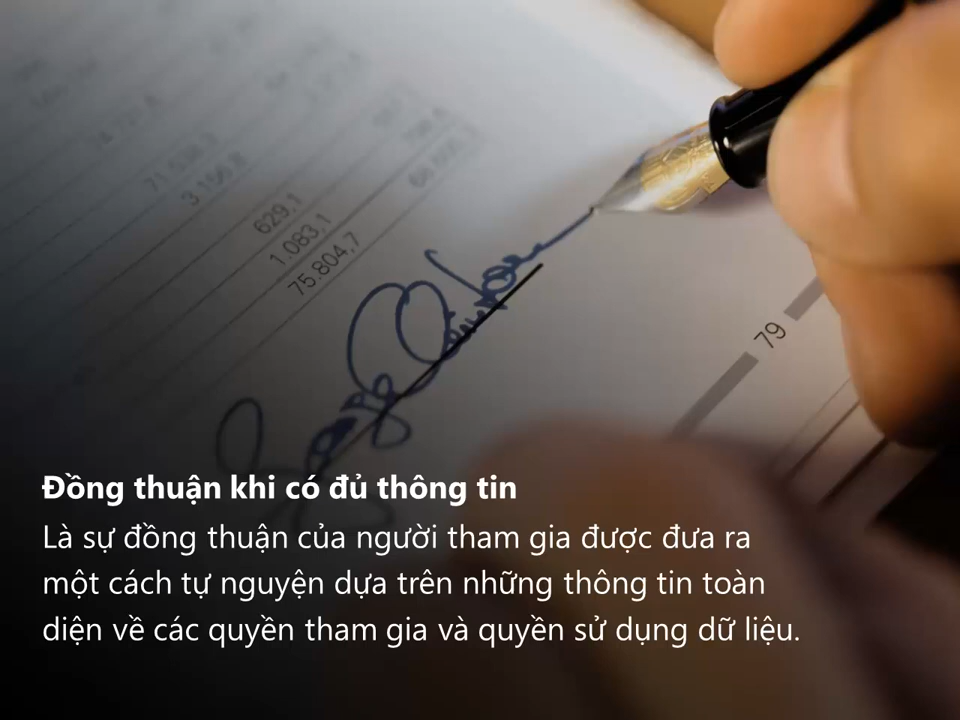 629,1
1.083,1
75.804,7
79
Đồng thuận khi có đủ thông tin
Là sự đồng thuận của người tham gia được đưa ra
một cách tự nguyện dựa trên những thông tin toàn
diện về các quyền tham gia và quyền sử dụng dữ liệu.